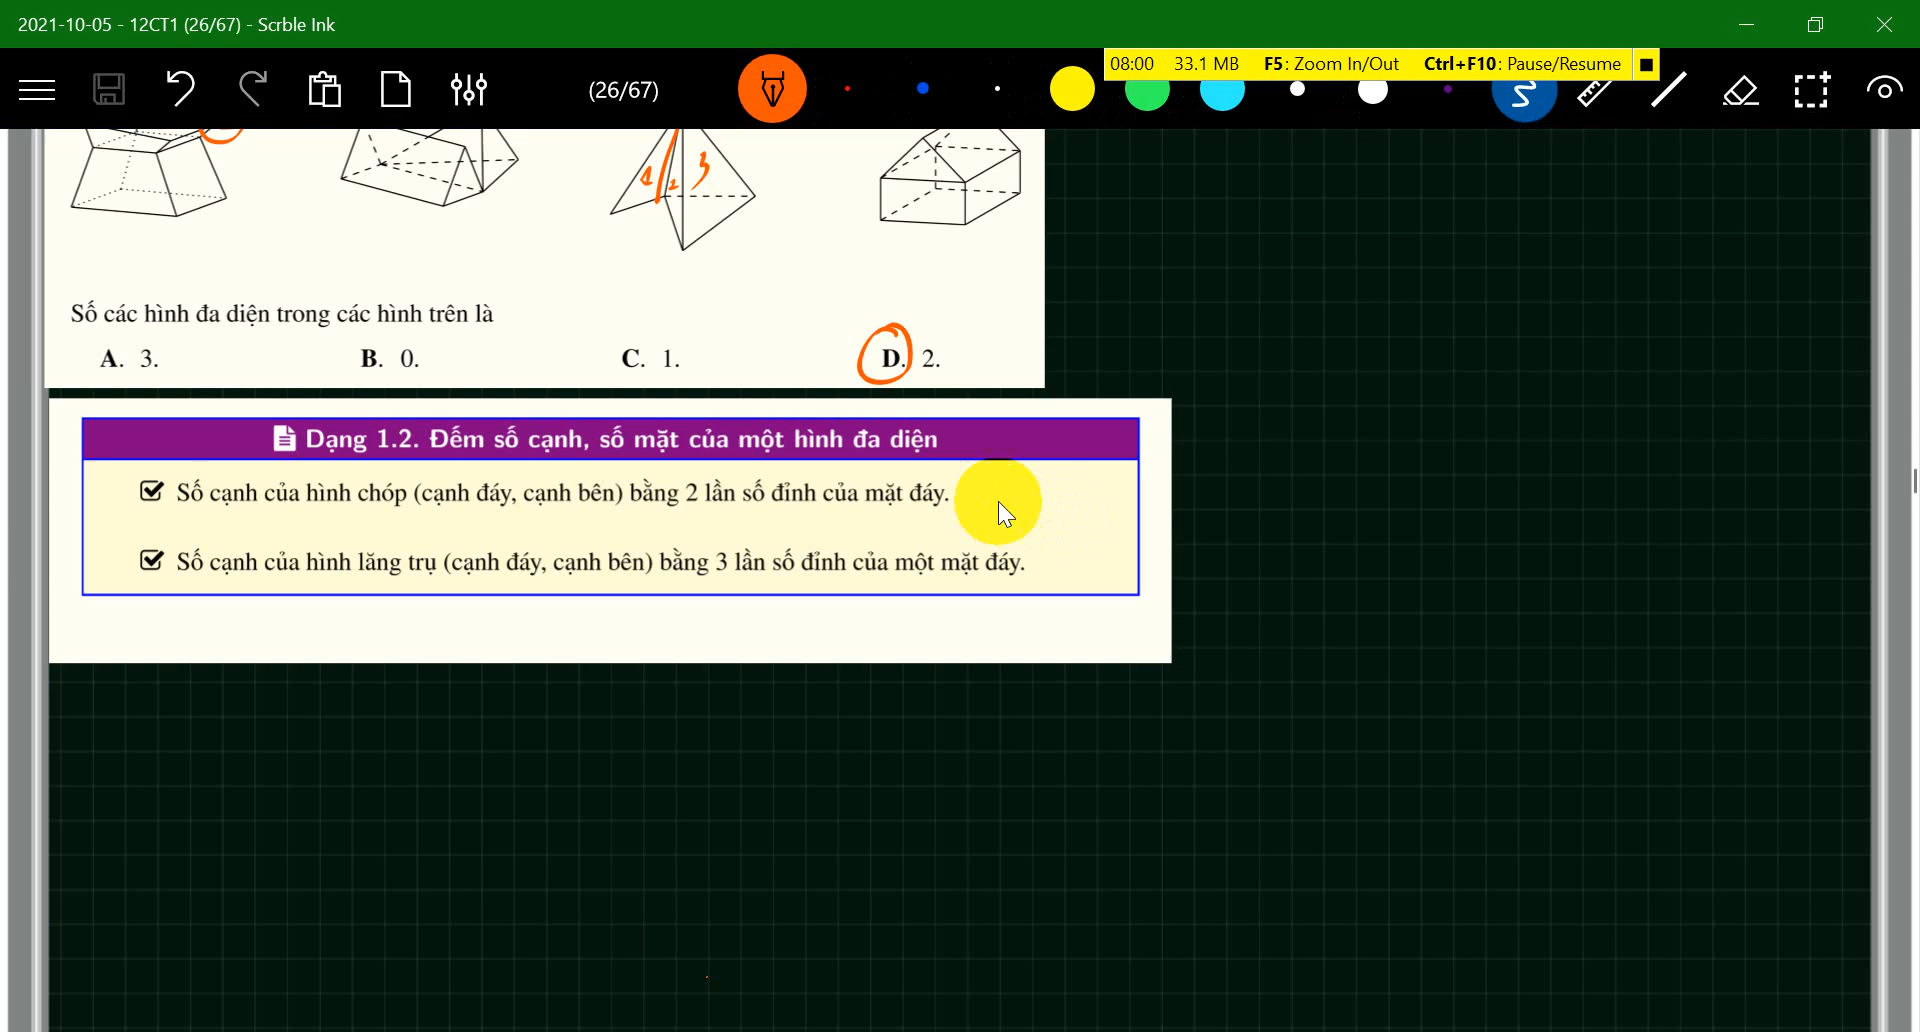 2021-10-05 - 12CT1 (26/67) - Scrble Ink
08:00 33.1 MB F5: Zoom In/Out Ctrl+F10: Pause/Resume
(26/67)
1 2 3
Số các hình đa diện trong các hình trên là
A. 3. B. 0. C. 1. D. 2.
Dạng 1.2. Đếm số cạnh, số mặt của một hình đa diện
Số cạnh của hình chóp (cạnh đáy, cạnh bên) bằng 2 lần số đỉnh của mặt đáy.
Số cạnh của hình lăng trụ (cạnh đáy, cạnh bên) bằng 3 lần số đỉnh của một mặt đáy.